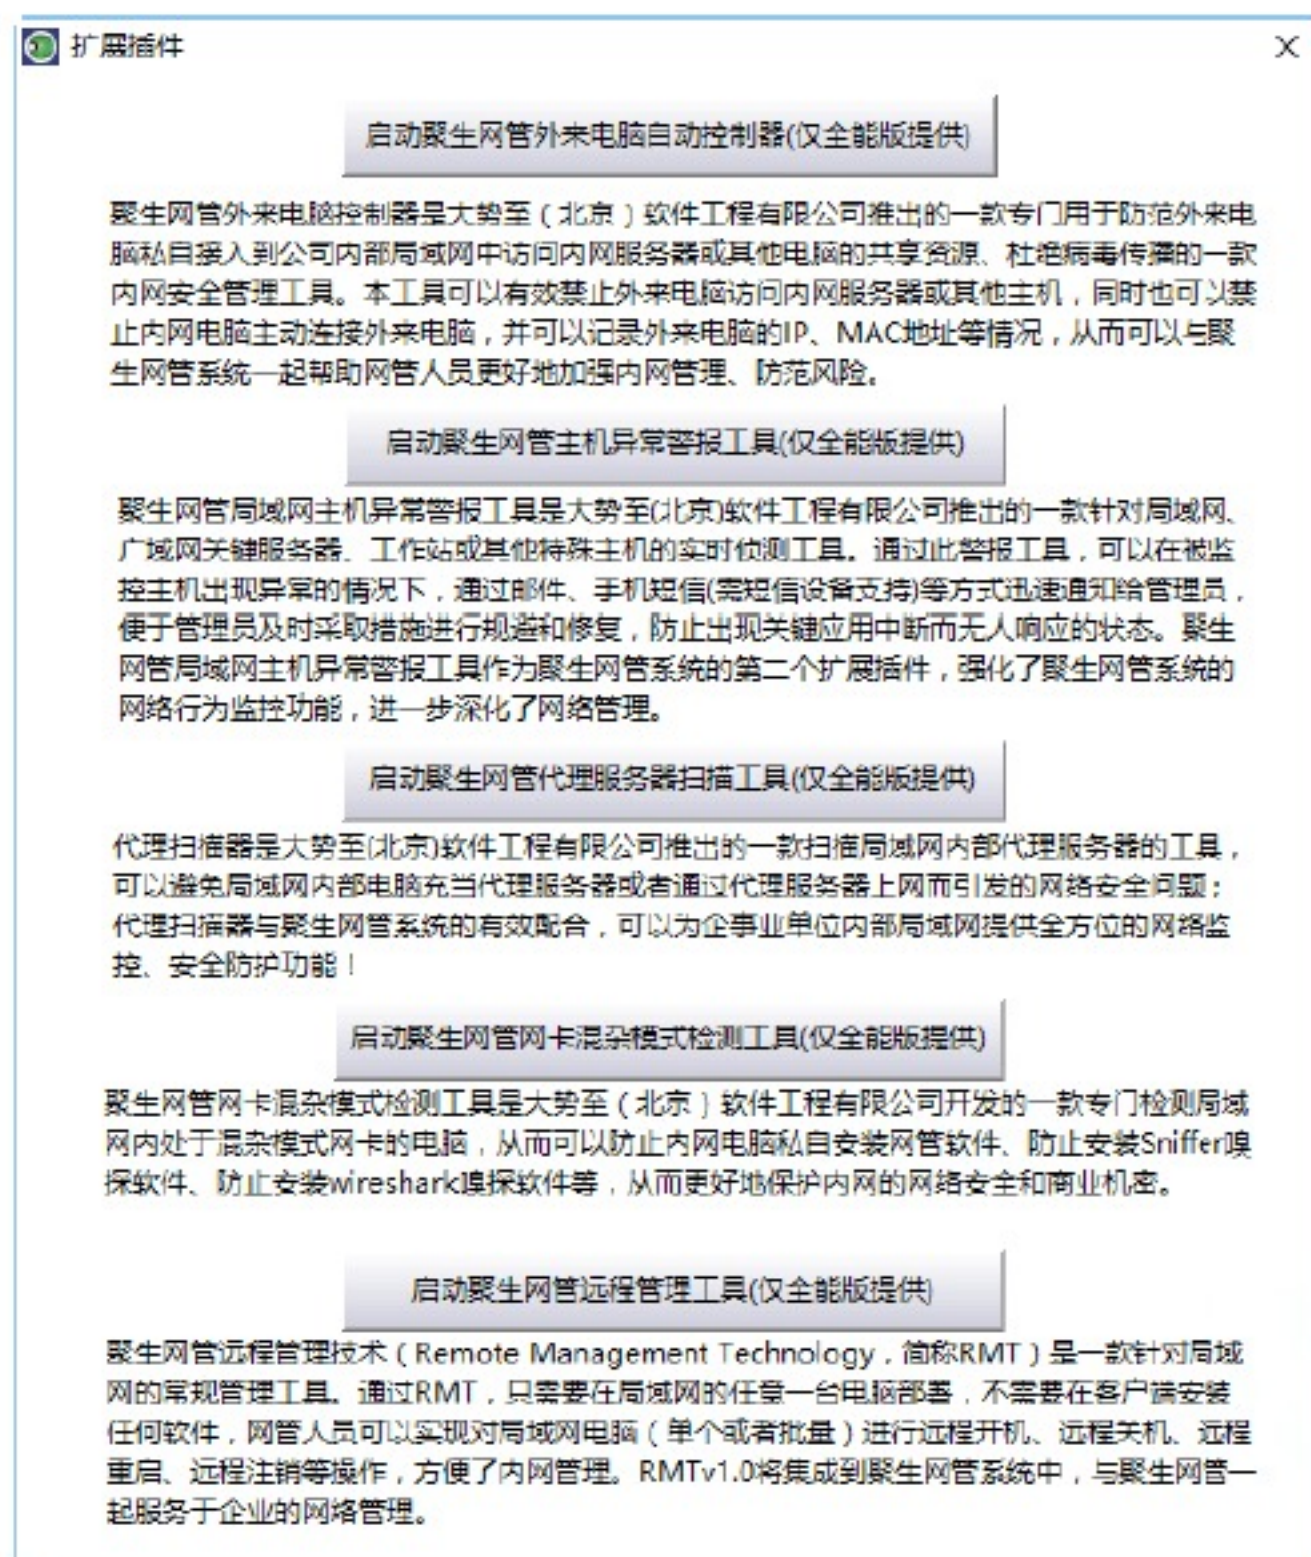 扩展插件
启动聚生网管外来电脑自动控制器(仅全能版提供)
聚生网管外来电脑控制器是大势至（北京）软件工程有限公司推出的一款专门用于防范外来电
脑私自接入到公司内部局域网中访问内网服务器或其他电脑的共享资源、杜绝病毒传播的一款
内网安全管理工具。本工具可以有效禁止外来电脑访问内网服务器或其他主机，同时也可以禁
止内网电脑主动连接外来电脑，并可以记录外来电脑的IP、MAC地址等情况，从而可以与聚
生网管系统一起帮助网管人员更好地加强内网管理、防范风险。
启动聚生网管主机异常警报工具(仅全能版提供)
聚生网管局域网主机异常警报工具是大势至(北京)软件工程有限公司推出的一款针对局域网、
广域网关键服务器、工作站或其他特殊主机的实时侦测工具。通过此警报工具，可以在被监
控主机出现异常的情况下，通过邮件、手机短信(需短信设备支持)等方式迅速通知给管理员，
便于管理员及时采取措施进行规避和修复，防止出现关键应用中断而无人响应的状态。聚生
网管局域网主机异常警报工具作为聚生网管系统的第二个扩展插件，强化了聚生网管系统的
网络行为监控功能，进一步深化了网络管理。
启动聚生网管代理服务器扫描工具(仅全能版提供)
代理扫描器是大势至(北京)软件工程有限公司推出的一款扫描局域网内部代理服务器的工具，
可以避免局域网内部电脑充当代理服务器或者通过代理服务器上网而引发的网络安全问题；
代理扫描器与聚生网管系统的有效配合，可以为企事业单位内部局域网提供全方位的网络监
控、安全防护功能！
启动聚生网管网卡混杂模式检测工具(仅全能版提供)
聚生网管网卡混杂模式检测工具是大势至（北京）软件工程有限公司开发的一款专门检测局域
网内处于混杂模式网卡的电脑，从而可以防止内网电脑私自安装网管软件、防止安装Sniffer嗅
探软件、防止安装wireshark嗅探软件等，从而更好地保护内网的网络安全和商业机密。
启动聚生网管远程管理工具(仅全能版提供)
聚生网管远程管理技术（Remote Management Technology，简称RMT）是一款针对局域
网的常规管理工具。通过RMT，只需要在局域网的任意一台电脑部署，不需要在客户端安装
任何软件，网管人员可以实现对局域网电脑（单个或者批量）进行远程开机、远程关机、远程
重启、远程注销等操作，方便了内网管理。RMTv1.0将集成到聚生网管系统中，与聚生网管一
起服务于企业的网络管理。